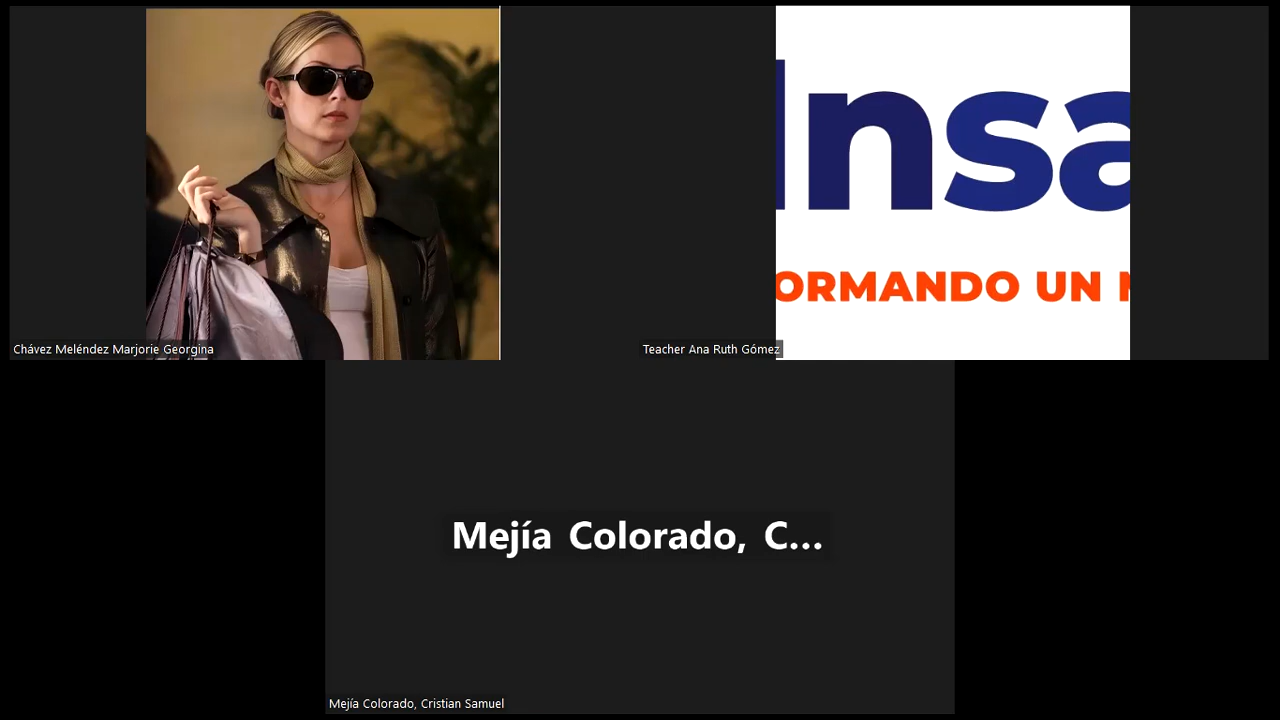 Insa
ORMANDO UN
Chávez Meléndez Marjorie Georgina
Teacher Ana Ruth Gómez
Mejía Colorado, C...
Mejía Colorado, Cristian Samuel